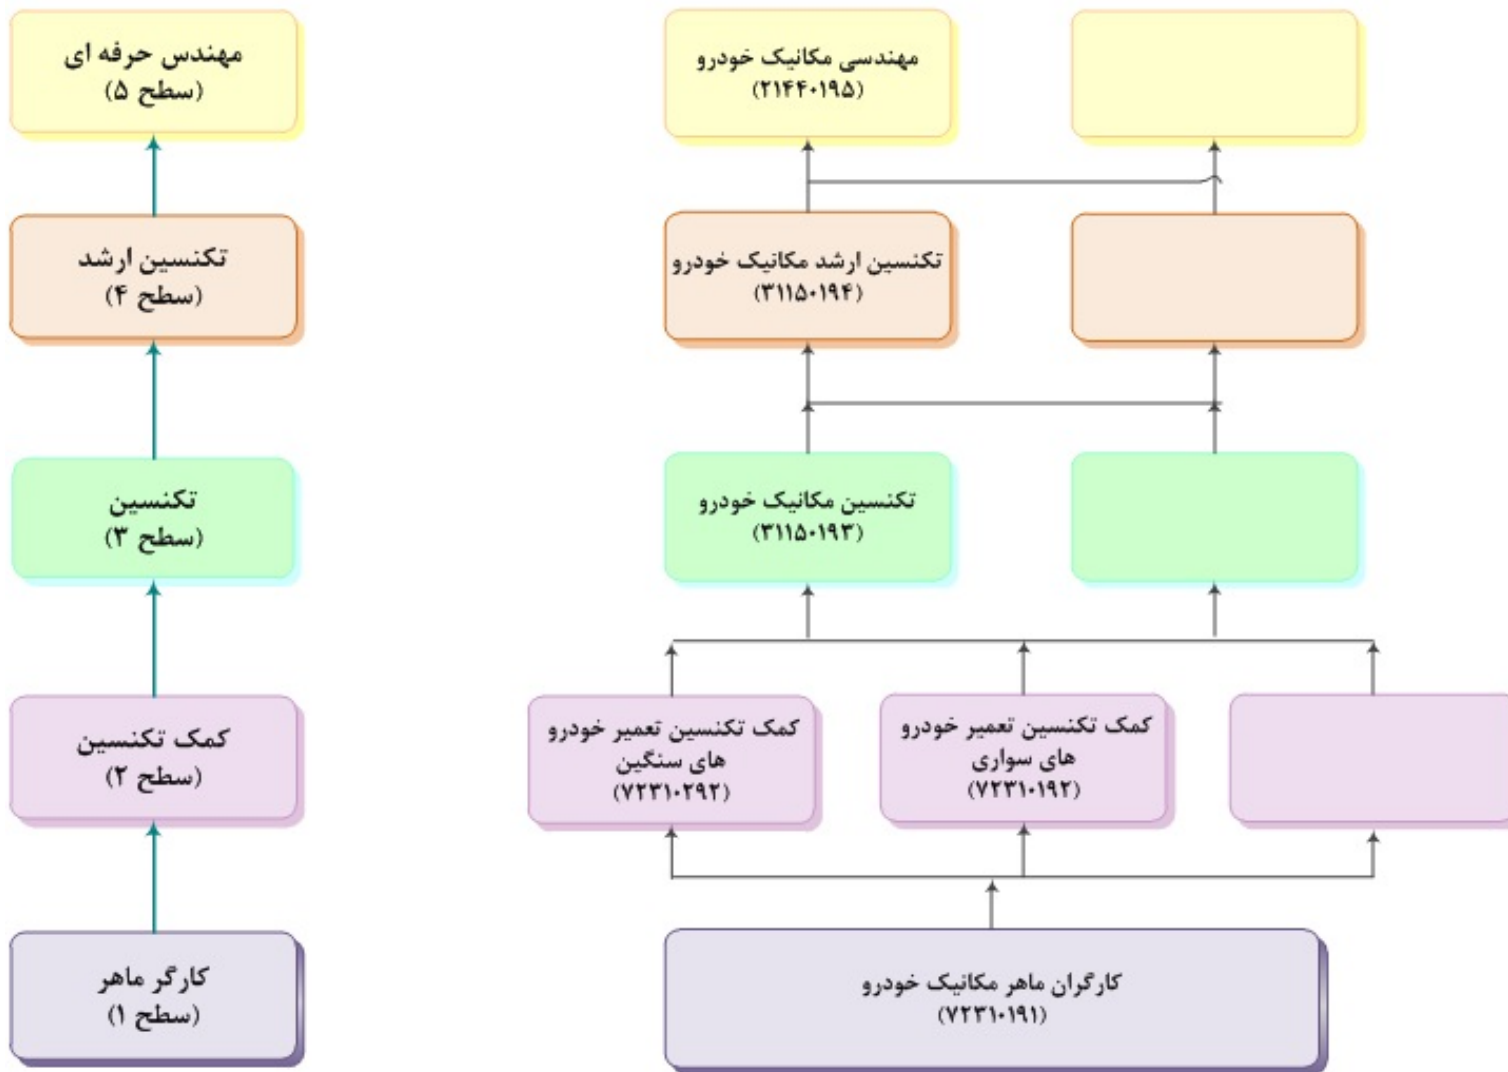 مهندس حرفه ای
(سطح ۵)
مهندسی مکانیک خودرو
(۲۱۴۴۰۱۹۵)
تکنسین ارشد
(سطح ۴)
تکنسین ارشد مکانیک خودرو
(۳۱۱۵۰۱۹۴)
تکنسین
(سطح ۳)
تکنسین مکانیک خودرو
(۳۱۱۵۰۱۹۳)
کمک تکنسین
(سطح ۲)
کمک تکنسین تعمیر خودرو
های سنگین
(۷۲۳۱۰۲۹۲)
کمک تکنسین تعمیر خودرو
های سواری
(۷۲۳۱۰۱۹۲)
کارگر ماهر
(سطح ۱)
کارگران ماهر مکانیک خودرو
(۷۲۳۱۰۱۹۱)